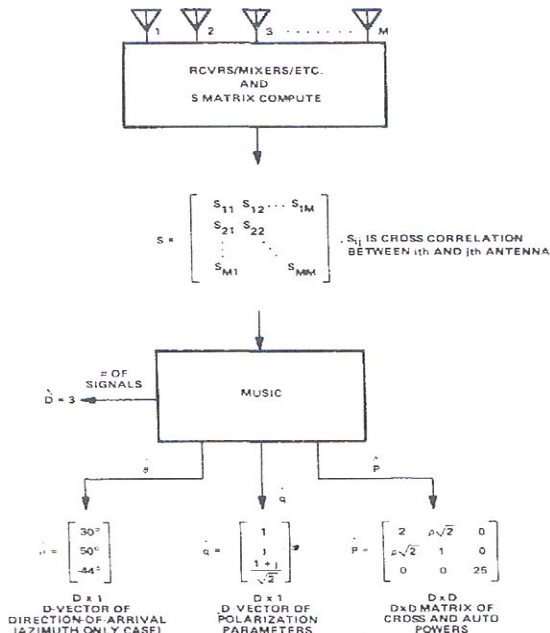 1 2 3 . . . . . . . M
RCVRS/MIXERS/ETC.
AND
S MATRIX COMPUTE
S = [ S11 S12 ... S1M
S21 S22
SM1 SMM ] , Sij IS CROSS CORRELATION
BETWEEN ith AND jth ANTENNA
# OF
SIGNALS
D̂ = 3
MUSIC
q̂
P̂
30°
50°
-44°
q̂ = [ 1
j
1 + j
√2 ]
P̂ = [ 2 ρ√2 0
ρ√2 1 0
0 0 25 ]
D x 1
D-VECTOR OF
DIRECTION-OF-ARRIVAL
(AZIMUTH ONLY CASE)
D x 1
D VECTOR OF
POLARIZATION
PARAMETERS
D x D
DxD MATRIX OF
CROSS AND AUTO
POWERS